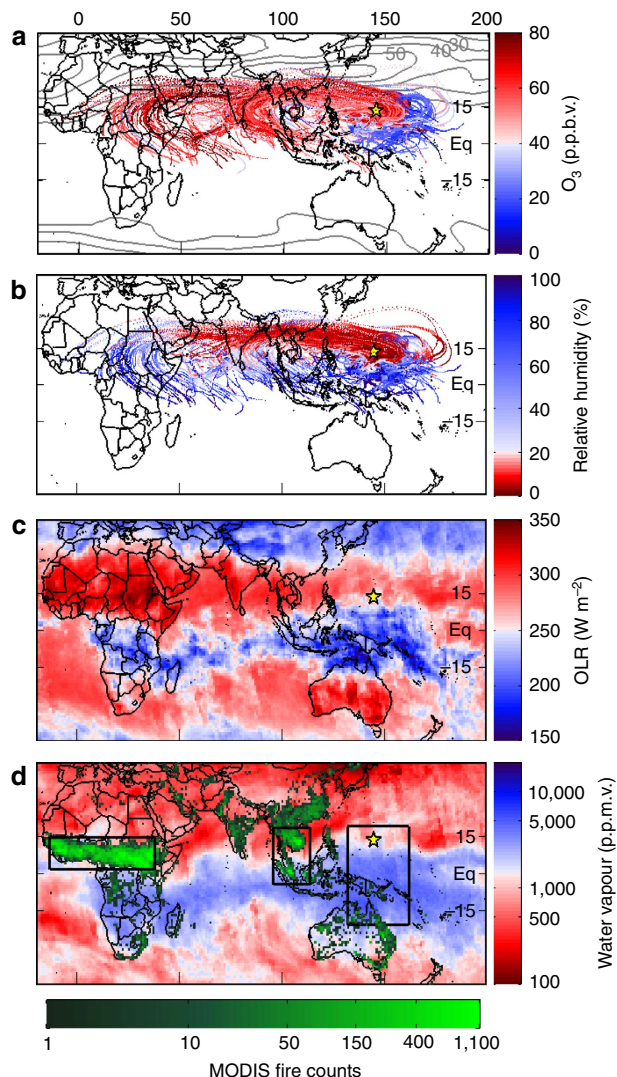 0 50 100 150 200
a
50 40 30
15
Eq
−15
80
60
40
20
0
O3 (p.p.b.v.)
b
15
Eq
−15
100
80
60
40
20
0
Relative humidity (%)
c
15
Eq
−15
350
300
250
200
150
OLR (W m−2)
d
15
Eq
−15
10,000
5,000
1,000
500
100
Water vapour (p.p.m.v.)
1 10 50 150 400 1,100
MODIS fire counts